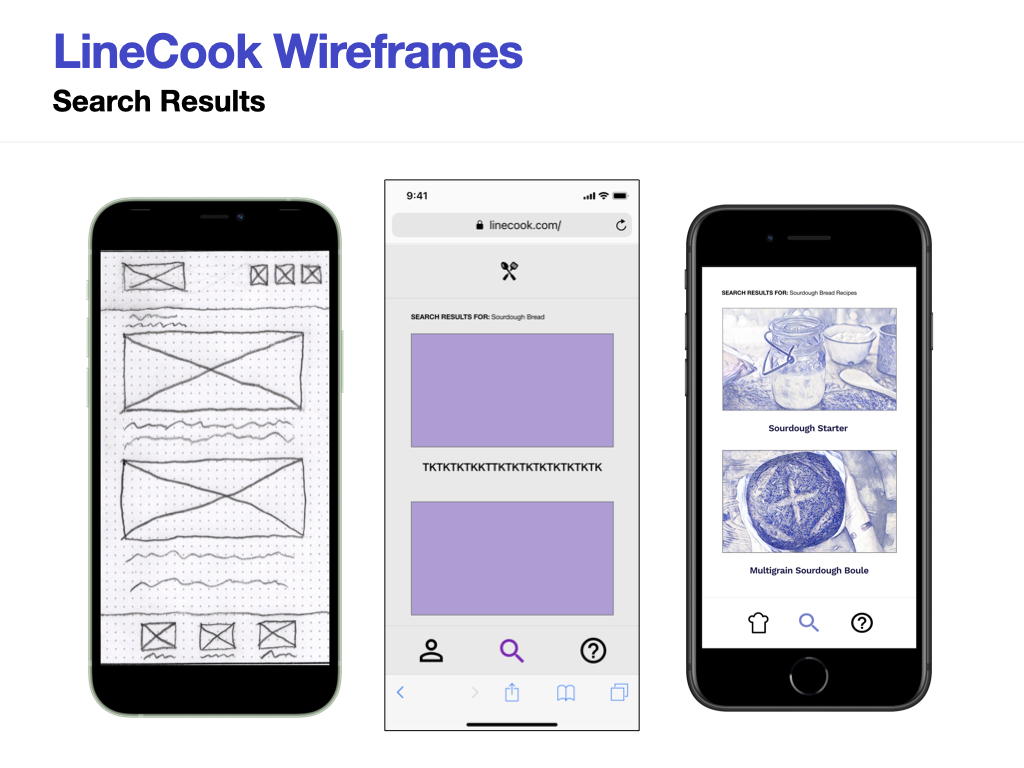 LineCook Wireframes
Search Results
9:41
linecook.com/
SEARCH RESULTS FOR: Sourdough Bread
TKTKTKTKKTTKTKTKTKTKTKTKTK
SEARCH RESULTS FOR: Sourdough Bread Recipes
Sourdough Starter
Multigrain Sourdough Boule